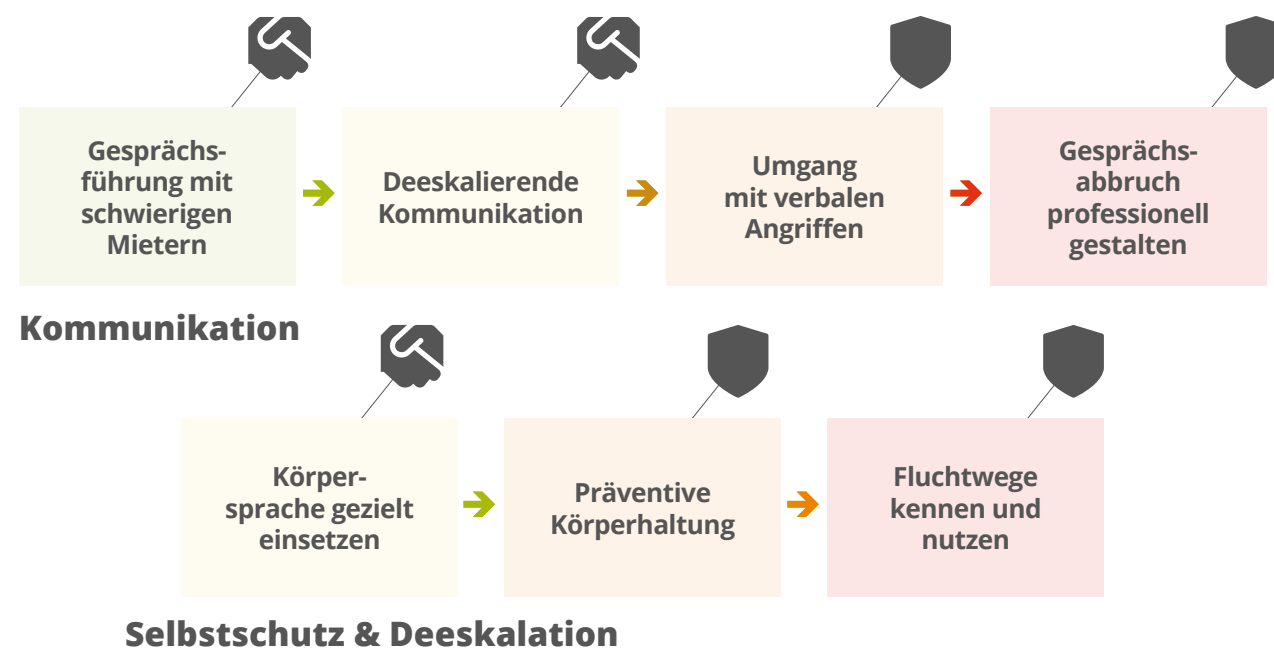 Gesprächs-
führung mit
schwierigen
Mietern
Deeskalierende
Kommunikation
Umgang
mit verbalen
Angriffen
Gesprächs-
abbruch
professionell
gestalten
Kommunikation
Körper-
sprache gezielt
einsetzen
Präventive
Körperhaltung
Fluchtwege
kennen und
nutzen
Selbstschutz & Deeskalation